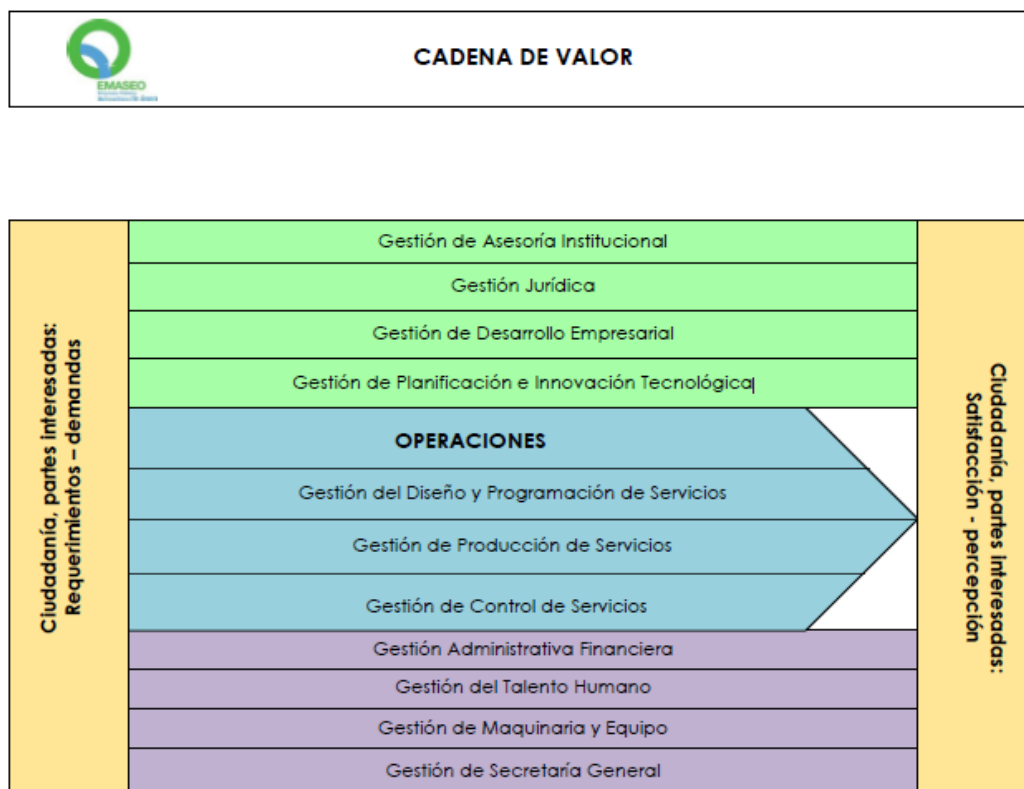 EMASEO
CADENA DE VALOR
Ciudadanía, partes interesadas:
Requerimientos – demandas
Gestión de Asesoría Institucional
Gestión Jurídica
Gestión de Desarrollo Empresarial
Gestión de Planificación e Innovación Tecnológica
OPERACIONES
Gestión del Diseño y Programación de Servicios
Gestión de Producción de Servicios
Gestión de Control de Servicios
Gestión Administrativa Financiera
Gestión del Talento Humano
Gestión de Maquinaria y Equipo
Gestión de Secretaría General
Ciudadanía, partes interesadas:
Satisfacción - percepción